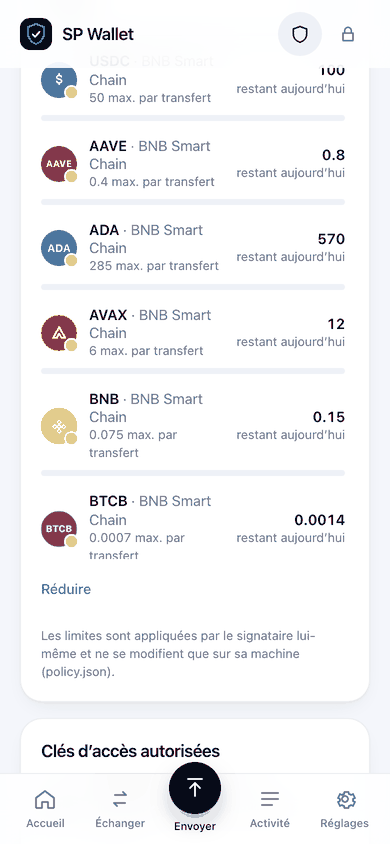 SP Wallet
USDC · BNB Smart
Chain
50 max. par transfert
100
restant aujourd’hui
AAVE
AAVE · BNB Smart
Chain
0.4 max. par transfert
0.8
restant aujourd’hui
ADA
ADA · BNB Smart
Chain
285 max. par transfert
570
restant aujourd’hui
AVAX · BNB Smart
Chain
6 max. par transfert
12
restant aujourd’hui
BNB · BNB Smart
Chain
0.075 max. par
transfert
0.15
restant aujourd’hui
BTCB
BTCB · BNB Smart
Chain
0.0007 max. par
transfert
0.0014
restant aujourd’hui
Réduire
Les limites sont appliquées par le signataire lui-
même et ne se modifient que sur sa machine
(policy.json).
Clés d’accès autorisées
Accueil
Échanger
Envoyer
Activité
Réglages